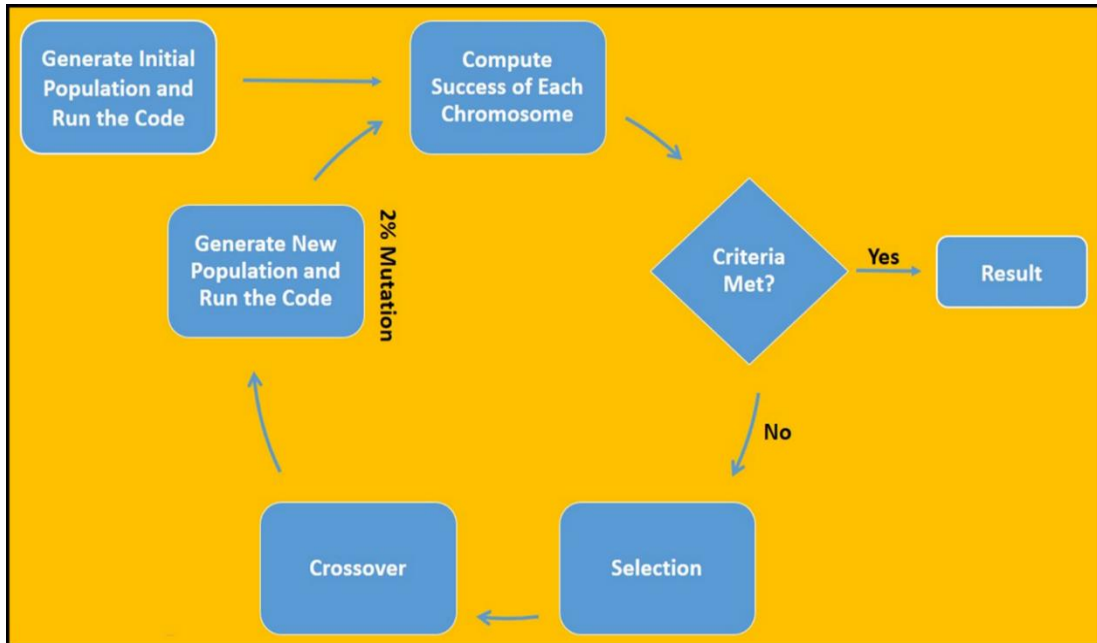 Generate Initial
Population and
Run the Code
Compute
Success of Each
Chromosome
Generate New
Population and
Run the Code
2% Mutation
Criteria
Met?
Yes
Result
No
Crossover
Selection